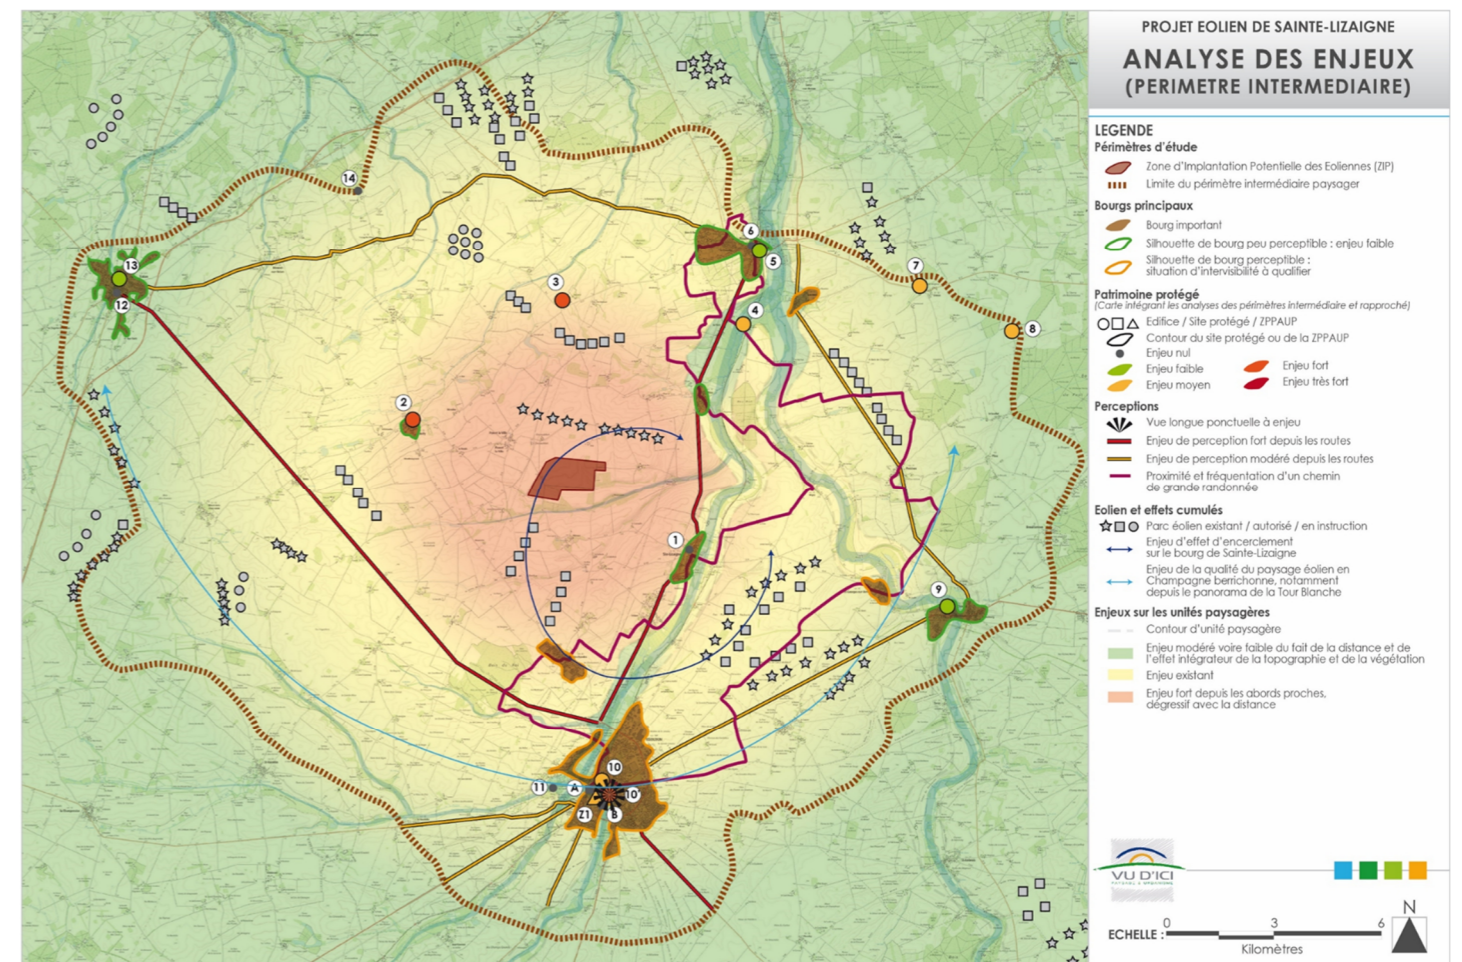 PROJET EOLIEN DE SAINTE-LIZAIGNE
ANALYSE DES ENJEUX
(PERIMETRE INTERMEDIAIRE)
LEGENDE
Périmètres d'étude
Zone d'Implantation Potentielle des Eoliennes (ZIP)
Limite du périmètre intermédiaire paysager
Bourgs principaux
Bourg important
Silhouette de bourg peu perceptible : enjeu faible
Silhouette de bourg perceptible :
situation d'intervisibilité à qualifier
Patrimoine protégé
(Carte intégrant les analyses des périmètres intermédiaire et rapproché)
Edifice / Site protégé / ZPPAUP
Contour du site protégé ou de la ZPPAUP
Enjeu nul
Enjeu faible
Enjeu moyen
Enjeu fort
Enjeu très fort
Perceptions
Vue longue ponctuelle à enjeu
Enjeu de perception fort depuis les routes
Enjeu de perception modéré depuis les routes
Proximité et fréquentation d'un chemin
de grande randonnée
Eolien et effets cumulés
Parc éolien existant / autorisé / en instruction
Enjeu d'effet d'encerclement
sur le bourg de Sainte-Lizaigne
Enjeu de la qualité du paysage éolien en
Champagne berrichonne, notamment
depuis le panorama de la Tour Blanche
Enjeux sur les unités paysagères
Contour d'unité paysagère
Enjeu modéré voire faible du fait de la distance et de
l'effet intégrateur de la topographie et de la végétation
Enjeu existant
Enjeu fort depuis les abords proches,
dégressif avec la distance
VU D'ICI
N
ECHELLE :
0 3 6
Kilomètres
14
6
5
13
12
7
3
4
8
2
1
9
10
11
A
10'
Z1
B